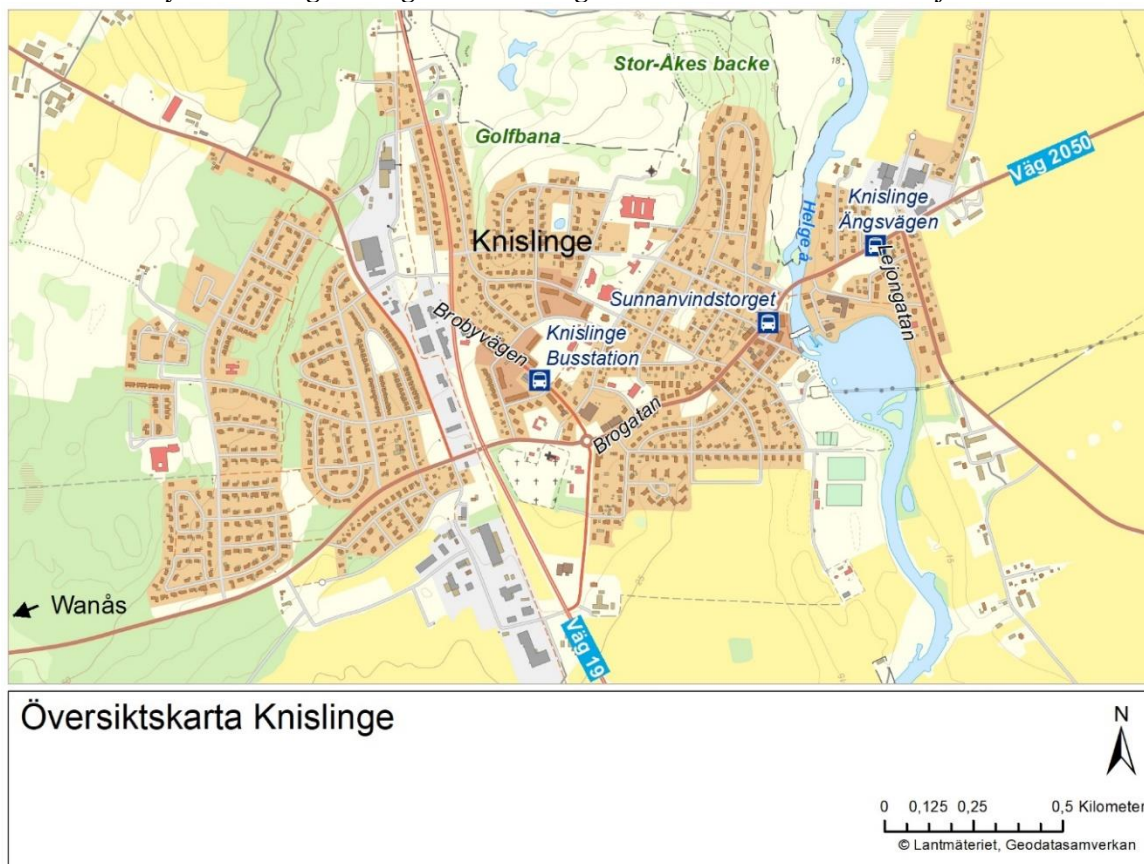 Stor-Åkes backe
Golfbana
Väg 2050
Knislinge
Ängsvägen
Helge å
Knislinge
Lejongatan
Sunnanvindstorget
Brobyvägen
Knislinge
Busstation
Brogatan
Wanås
Väg 19
Översiktskarta Knislinge
N
0 0,125 0,25 0,5 Kilometer
© Lantmäteriet, Geodatasamverkan